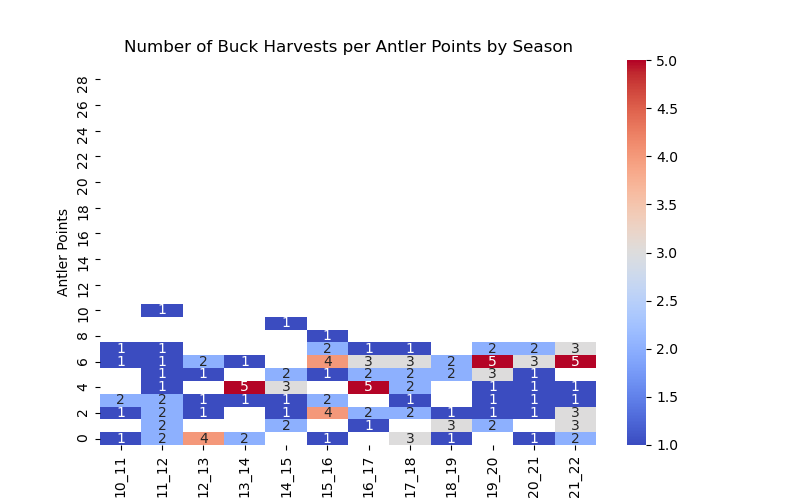 Number of Buck Harvests per Antler Points by Season
Antler Points
28
26
24
22
20
18
16
14
12
10 1
1
8 1
1 1 2 1 1 2 2 3
6 1 1 2 1 4 3 3 2 5 3 5
1 1 2 1 2 2 2 3 1
4 1 5 3 5 2 1 1 1
2 2 1 1 1 2 1 1 1 1
2 1 2 1 1 4 2 2 1 1 1 3
2 2 1 3 2 3
0 1 2 4 2 1 3 1 1 2
10_11 11_12 12_13 13_14 14_15 15_16 16_17 17_18 18_19 19_20 20_21 21_22
5.0
4.5
4.0
3.5
3.0
2.5
2.0
1.5
1.0